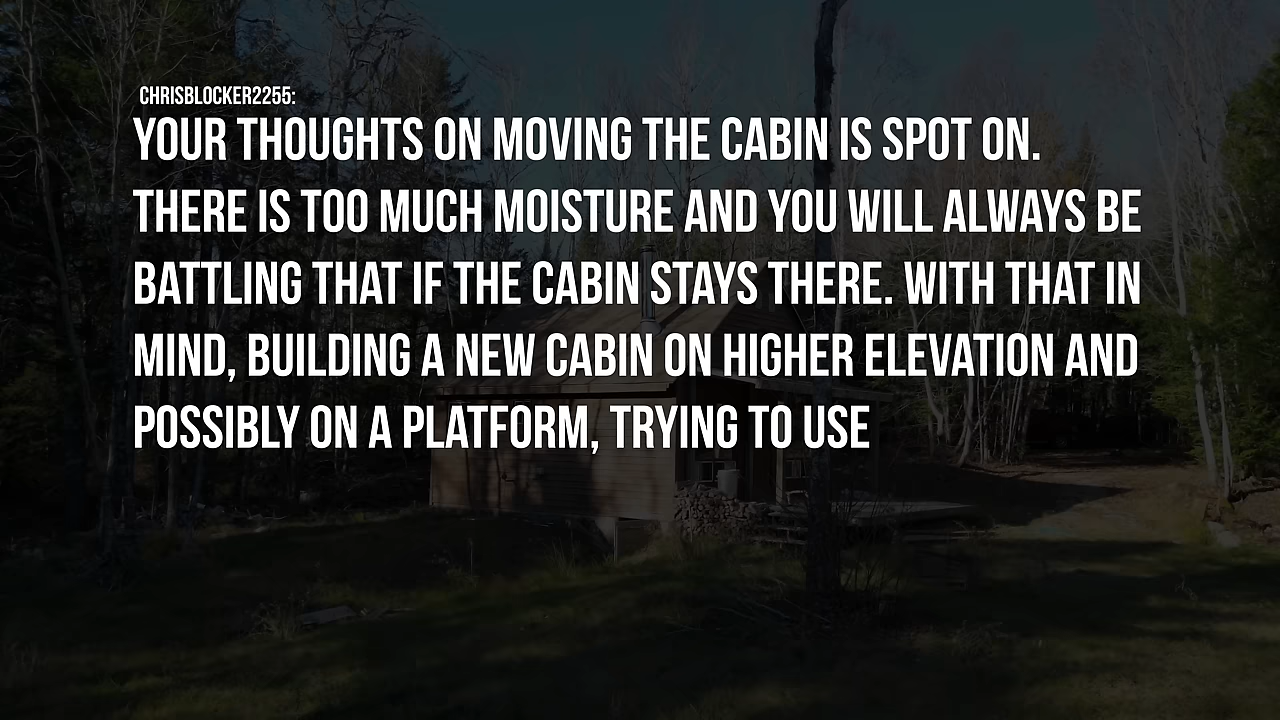 CHRISBLOCKER2255:
YOUR THOUGHTS ON MOVING THE CABIN IS SPOT ON.
THERE IS TOO MUCH MOISTURE AND YOU WILL ALWAYS BE
BATTLING THAT IF THE CABIN STAYS THERE. WITH THAT IN
MIND, BUILDING A NEW CABIN ON HIGHER ELEVATION AND
POSSIBLY ON A PLATFORM, TRYING TO USE